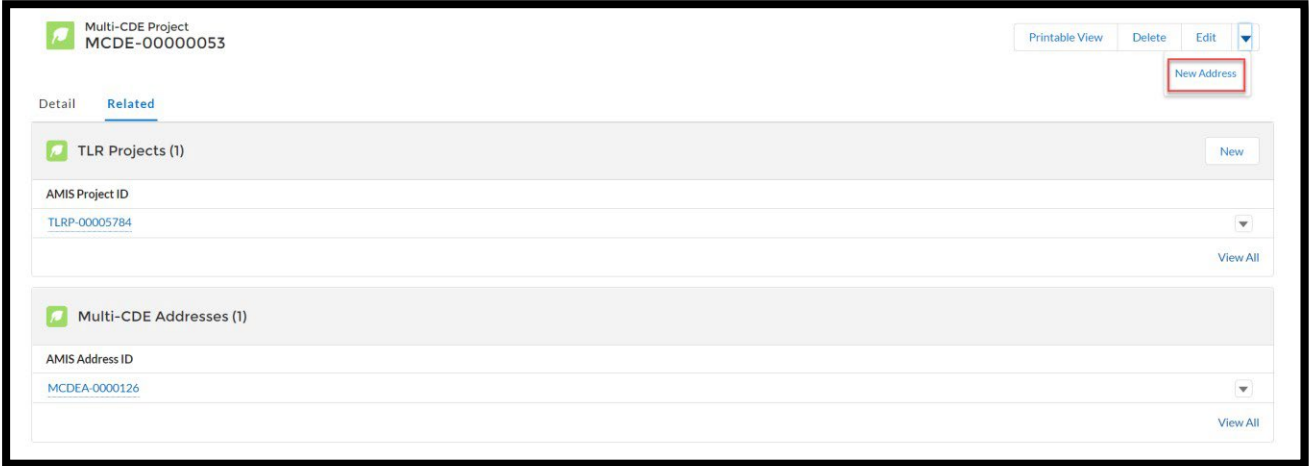 Multi-CDE Project
MCDE-00000053
Printable View Delete Edit
New Address
Detail Related
TLR Projects (1)
New
AMIS Project ID
TLRP-00005784
View All
Multi-CDE Addresses (1)
AMIS Address ID
MCDEA-0000126
View All